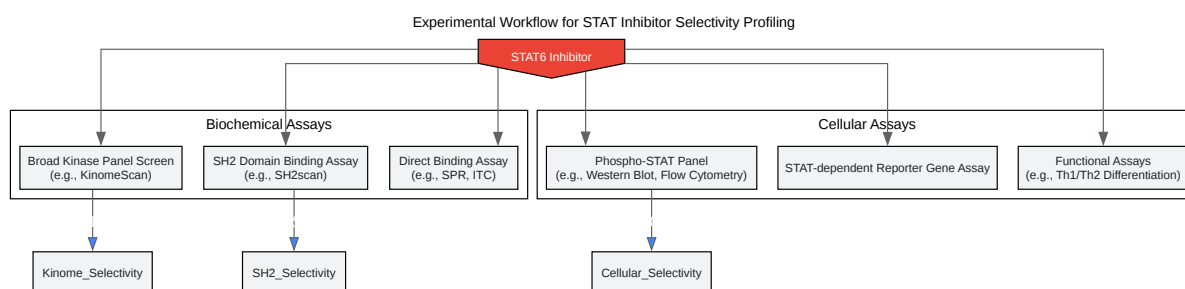 Experimental Workflow for STAT Inhibitor Selectivity Profiling
STAT6 Inhibitor
Biochemical Assays
Cellular Assays
Broad Kinase Panel Screen
(e.g., KinomeScan)
SH2 Domain Binding Assay
(e.g., SH2scan)
Direct Binding Assay
(e.g., SPR, ITC)
Phospho-STAT Panel
(e.g., Western Blot, Flow Cytometry)
STAT-dependent Reporter Gene Assay
Functional Assays
(e.g., Th1/Th2 Differentiation)
Kinome_Selectivity
SH2_Selectivity
Cellular_Selectivity